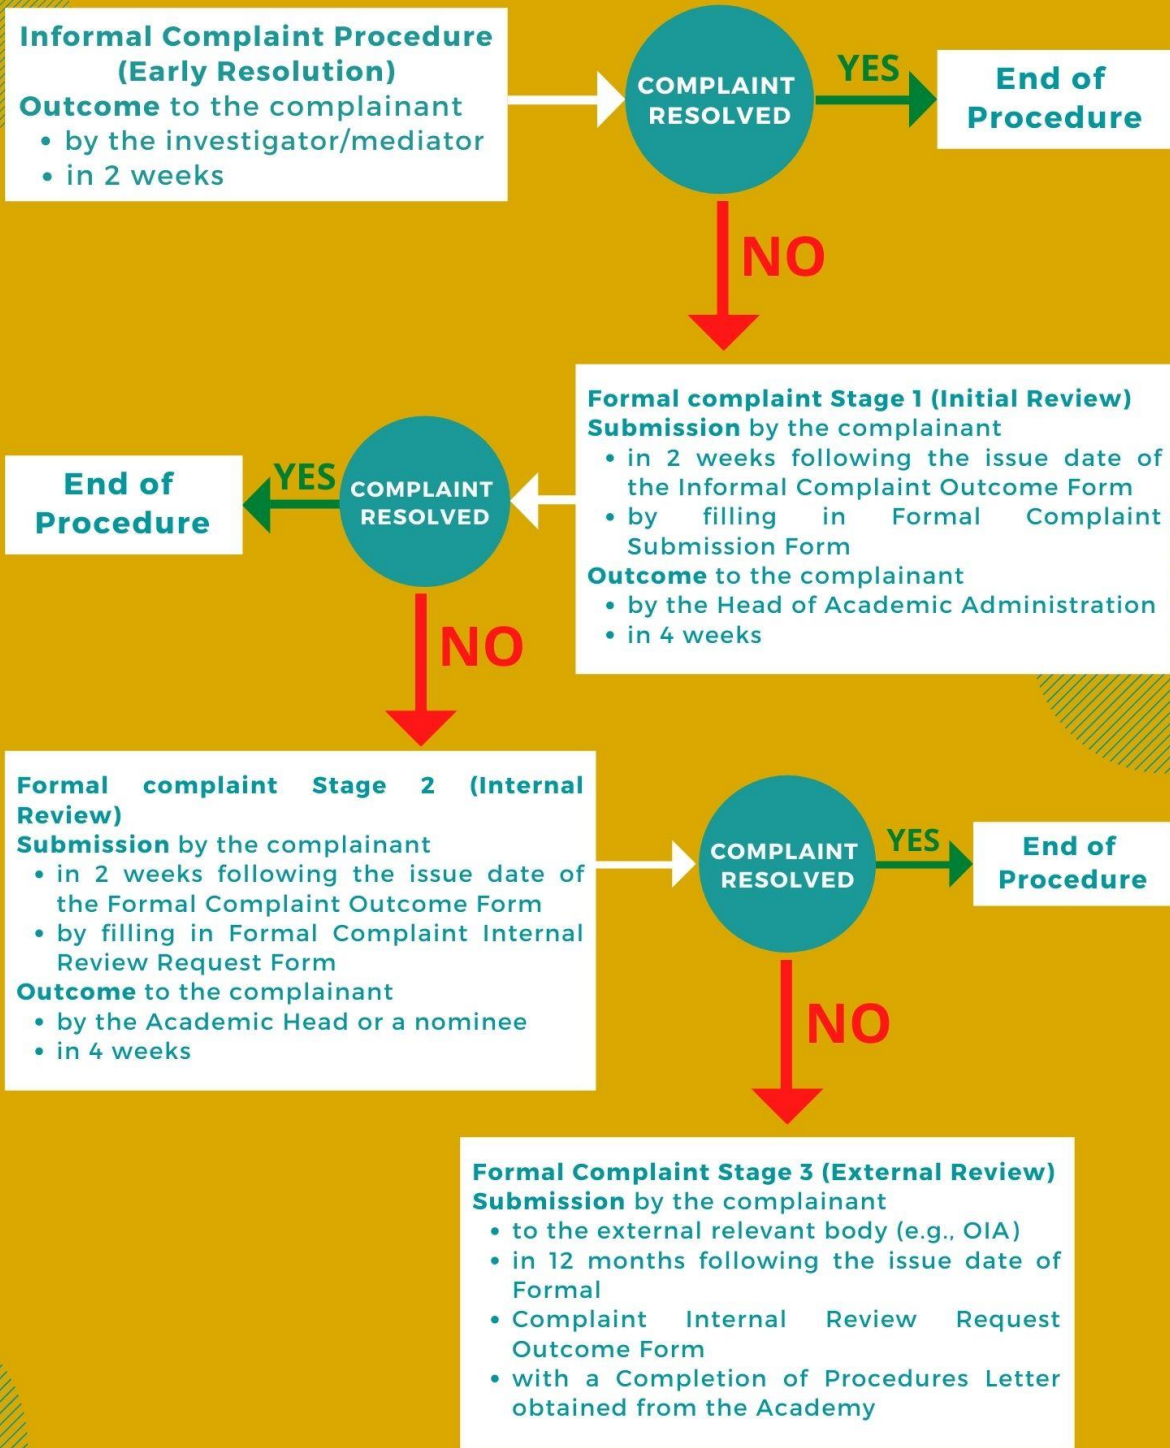 Informal Complaint Procedure
(Early Resolution)
Outcome to the complainant
• by the investigator/mediator
• in 2 weeks
COMPLAINT
RESOLVED
YES
End of
Procedure
NO
Formal complaint Stage 1 (Initial Review)
Submission by the complainant
• in 2 weeks following the issue date of
the Informal Complaint Outcome Form
• by filling in Formal Complaint
Submission Form
Outcome to the complainant
• by the Head of Academic Administration
• in 4 weeks
COMPLAINT
RESOLVED
YES
End of
Procedure
NO
Formal complaint Stage 2 (Internal
Review)
Submission by the complainant
• in 2 weeks following the issue date of
the Formal Complaint Outcome Form
• by filling in Formal Complaint Internal
Review Request Form
Outcome to the complainant
• by the Academic Head or a nominee
• in 4 weeks
COMPLAINT
RESOLVED
YES
End of
Procedure
NO
Formal Complaint Stage 3 (External Review)
Submission by the complainant
• to the external relevant body (e.g., OIA)
• in 12 months following the issue date of
Formal
• Complaint Internal Review Request
Outcome Form
• with a Completion of Procedures Letter
obtained from the Academy